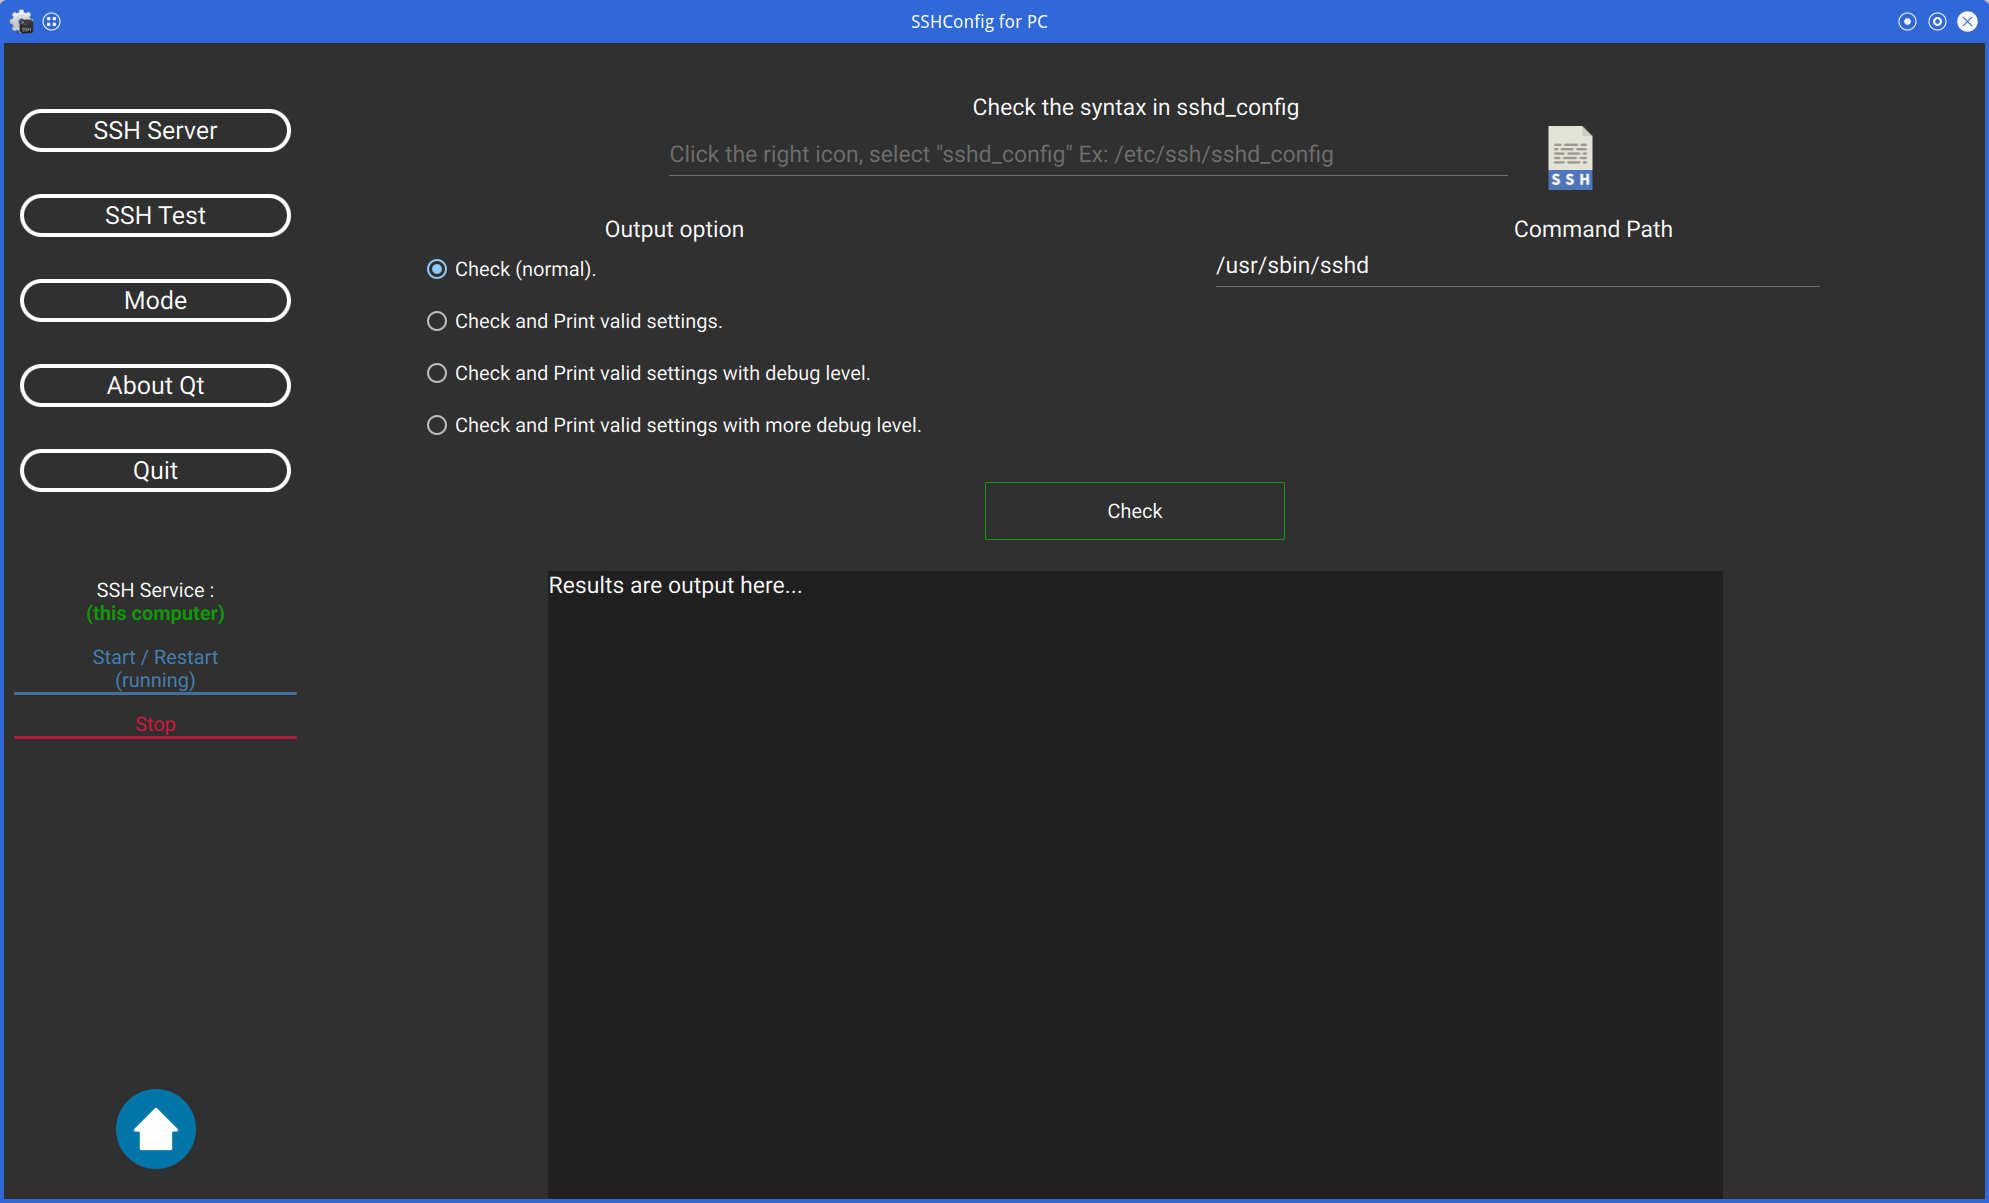 SSHConfig for PC
SSH Server
SSH Test
Mode
About Qt
Quit
SSH Service :
(this computer)
Start / Restart
(running)
Stop
Check the syntax in sshd_config
Click the right icon, select "sshd_config" Ex: /etc/ssh/sshd_config
SSH
Output option
Check (normal).
Check and Print valid settings.
Check and Print valid settings with debug level.
Check and Print valid settings with more debug level.
Command Path
/usr/sbin/sshd
Check
Results are output here...